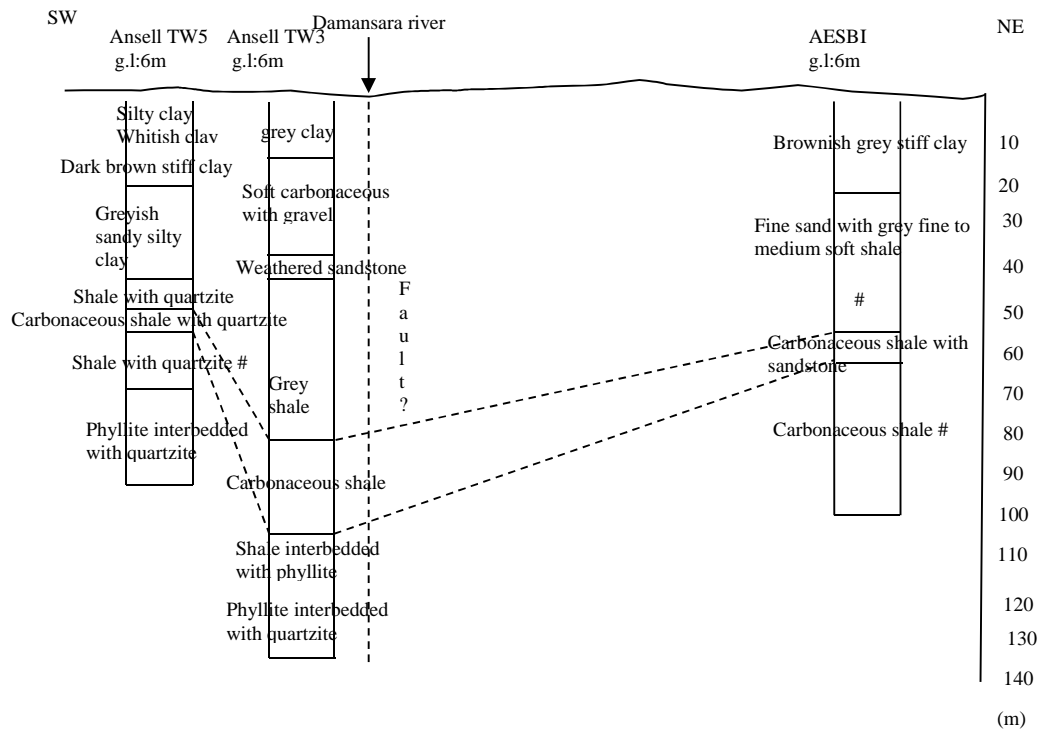 SW
Damansara river
NE
Ansell TW5
g.l:6m
Ansell TW3
g.l:6m
AESBI
g.l:6m
Silty clay
Whitish clay
Dark brown stiff clay
Greyish
sandy silty
clay
Shale with quartzite
Carbonaceous shale with quartzite
Shale with quartzite #
Phyllite interbedded
with quartzite
grey clay
Soft carbonaceous
with gravel
Weathered sandstone
Grey
shale
Carbonaceous shale
Shale interbedded
with phyllite
Phyllite interbedded
with quartzite
F
a
u
l
t
?
Brownish grey stiff clay
Fine sand with grey fine to
medium soft shale
#
Carbonaceous shale with
sandstone
Carbonaceous shale #
10
20
30
40
50
60
70
80
90
100
110
120
130
140
(m)